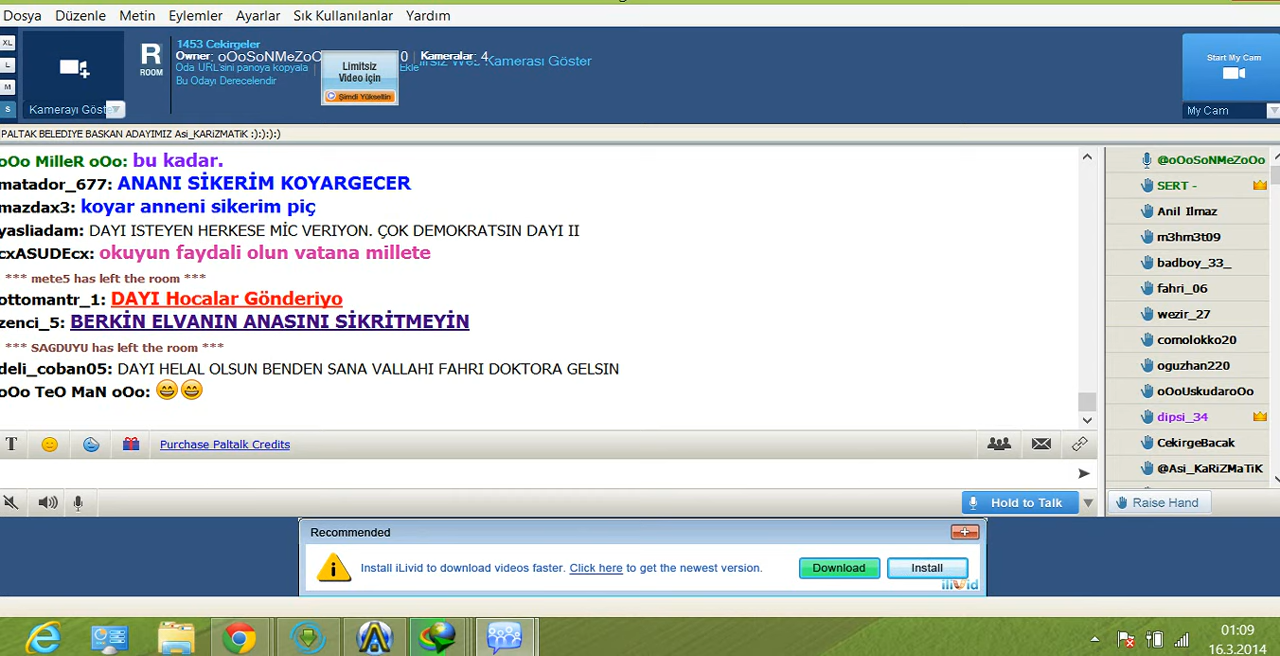 Dosya Düzenle Metin Eylemler Ayarlar Sık Kullanılanlar Yardım
XL
L
M
S
Kamerayı Göst
R
ROOM
1453 Cekirgeler
Owner: oOoSoNMeZoO 0 Kameralar: 4
Oda URL'sini panoya kopyala Ekle Kamerası Göster
Bu Odayı Derecelendir
Limitsiz
Video için
Şimdi Yükseltin
Start My Cam
My Cam
PALTAK BELEDIYE BASKAN ADAYIMIZ Asi_KARiZMATiK :):):):)
oOo MilleR oOo: bu kadar.
matador_677: ANANI SİKERİM KOYARGECER
mazdax3: koyar anneni sikerim piç
yasliadam: DAYI ISTEYEN HERKESE MİC VERIYON. ÇOK DEMOKRATSIN DAYI II
cxASUDEcx: okuyun faydali olun vatana millete
*** mete5 has left the room ***
ottomantr_1: DAYI Hocalar Gönderiyo
zenci_5: BERKİN ELVANIN ANASINI SİKRİTMEYİN
*** SAGDUYU has left the room ***
deli_coban05: DAYI HELAL OLSUN BENDEN SANA VALLAHI FAHRI DOKTORA GELSIN
oOo TeO MaN oOo:
@oOoSoNMeZoOo
SERT -
Anil Ilmaz
m3hm3t09
badboy_33_
fahri_06
wezir_27
comolokko20
oguzhan220
oOoUskudaroOo
dipsi_34
CekirgeBacak
@Asi_KaRiZMaTiK
T Purchase Paltalk Credits
Hold to Talk
Raise Hand
Recommended
Install iLivid to download videos faster. Click here to get the newest version.
Download
Install
ilivid
01:09
16.3.2014